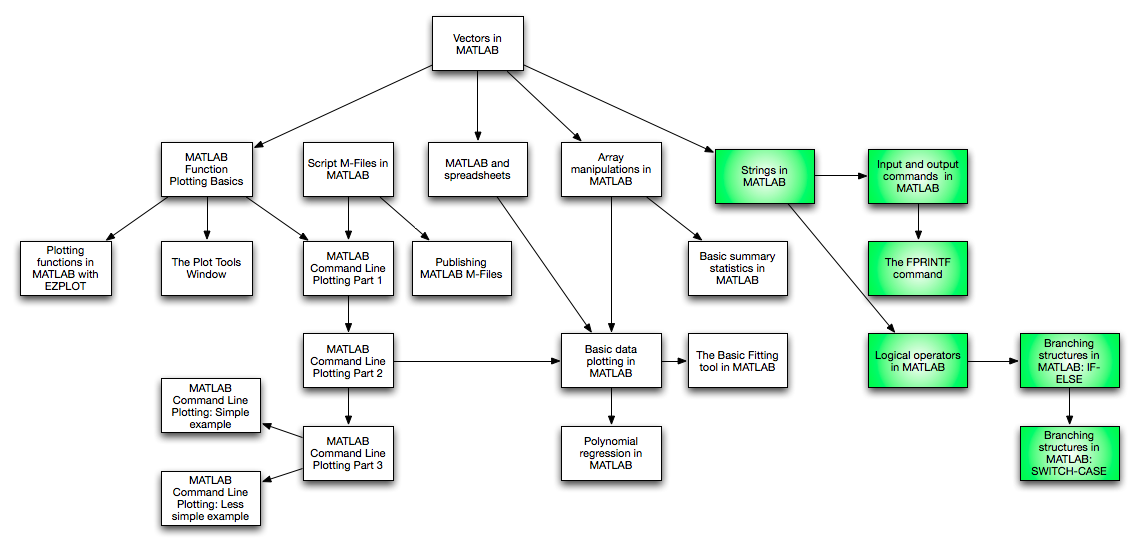 Vectors in
MATLAB
MATLAB
Function
Plotting Basics
Script M-Files in
MATLAB
MATLAB and
spreadsheets
Array
manipulations in
MATLAB
Strings in
MATLAB
Input and output
commands in
MATLAB
Plotting
functions in
MATLAB with
EZPLOT
The Plot Tools
Window
MATLAB
Command Line
Plotting Part 1
Publishing
MATLAB M-Files
Basic summary
statistics in
MATLAB
The FPRINTF
command
MATLAB
Command Line
Plotting Part 2
Basic data
plotting in
MATLAB
The Basic Fitting
tool in MATLAB
Logical operators
in MATLAB
Branching
structures in
MATLAB: IF-
ELSE
MATLAB
Command Line
Plotting: Simple
example
MATLAB
Command Line
Plotting Part 3
Polynomial
regression in
MATLAB
Branching
structures in
MATLAB:
SWITCH-CASE
MATLAB
Command Line
Plotting: Less
simple example